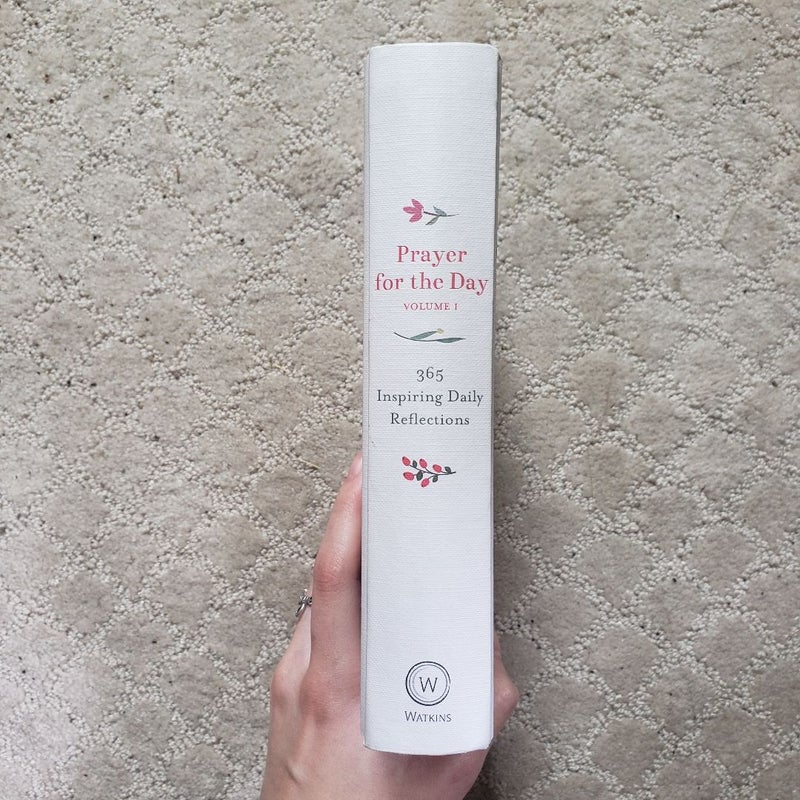 Prayer
for the Day
VOLUME I
365
Inspiring Daily
Reflections
W
WATKINS